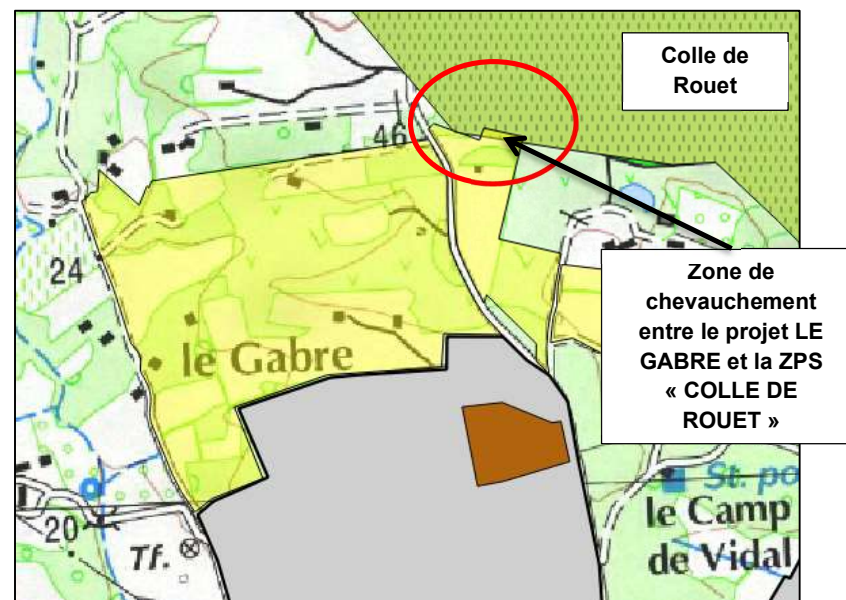 Colle de
Rouet
46
24
le Gabre
Zone de
chevauchement
entre le projet LE
GABRE et la ZPS
« COLLE DE
ROUET »
St. po
le Camp
de Vidal
20
Tf.